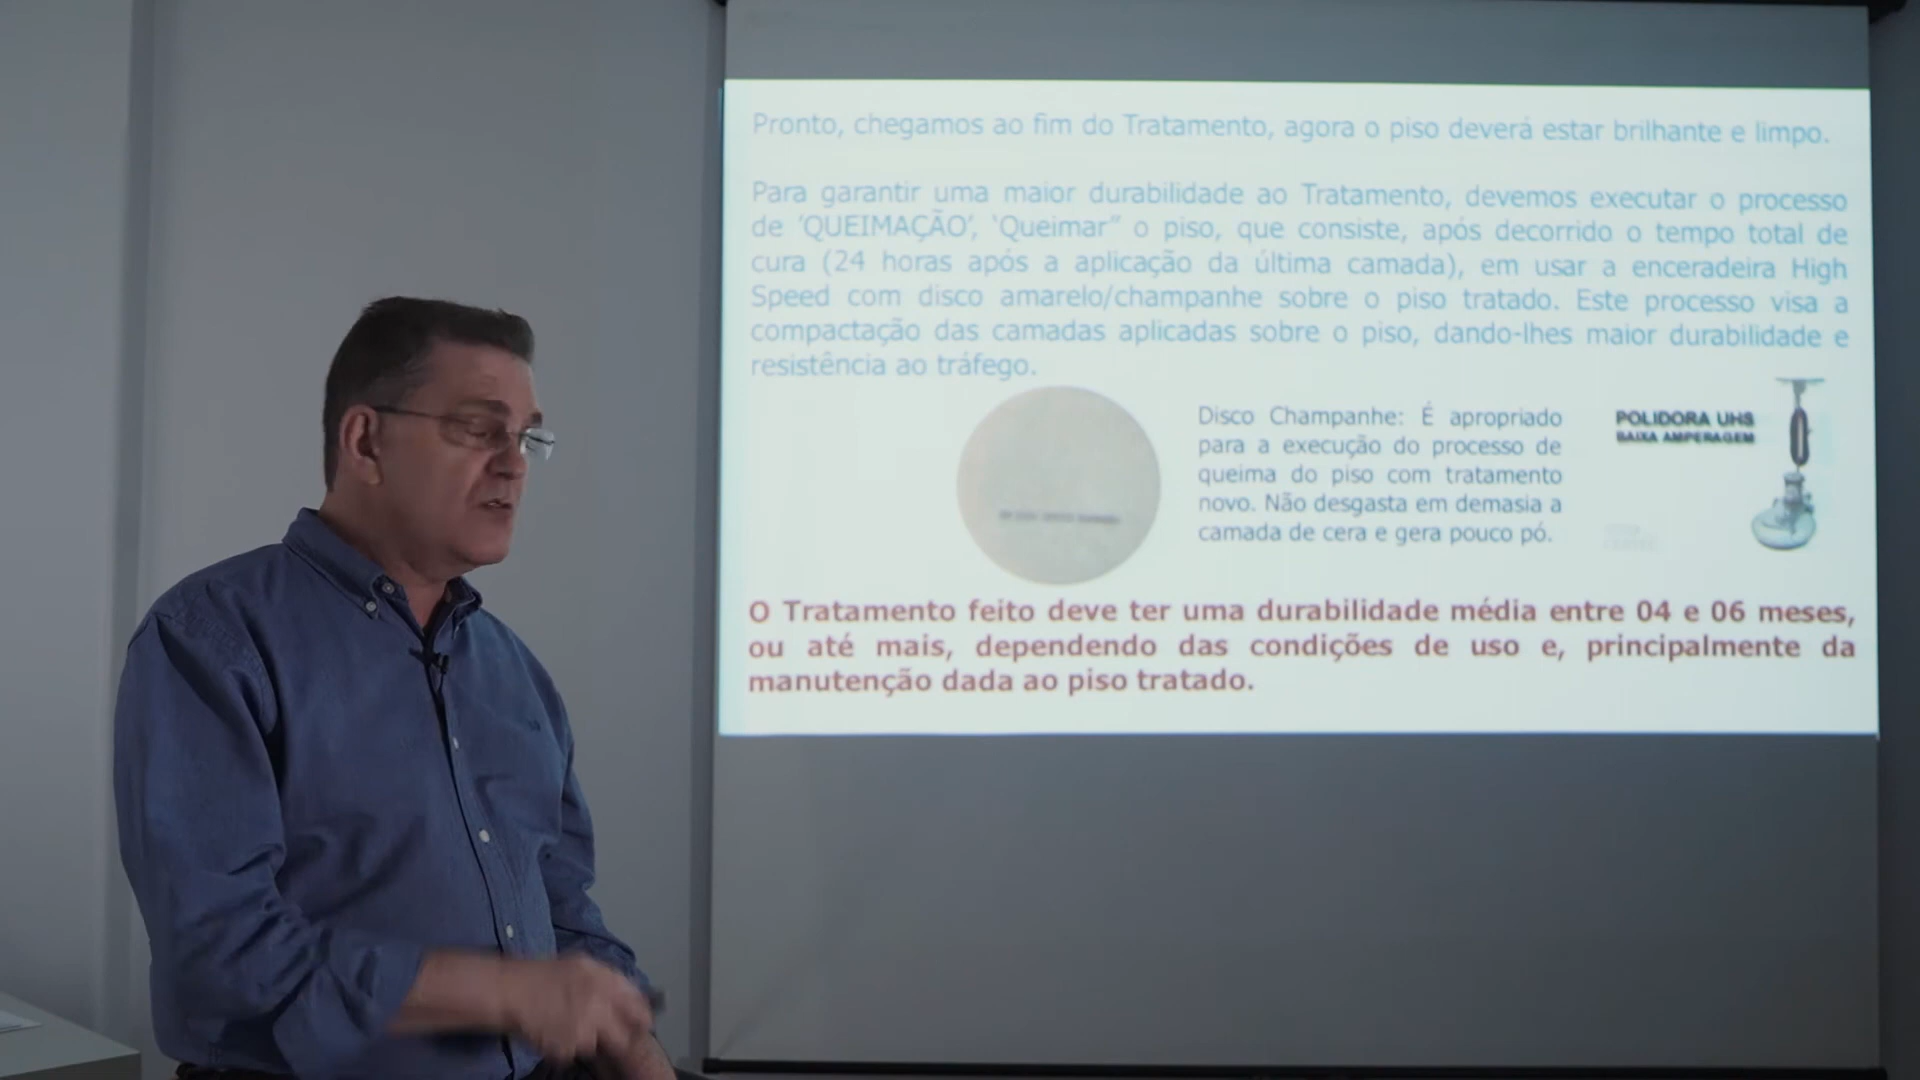 Pronto, chegamos ao fim do Tratamento, agora o piso deverá estar brilhante e limpo.
Para garantir uma maior durabilidade ao Tratamento, devemos executar o processo
de ‘QUEIMAÇÃO’, ‘Queimar” o piso, que consiste, após decorrido o tempo total de
cura (24 horas após a aplicação da última camada), em usar a enceradeira High
Speed com disco amarelo/champanhe sobre o piso tratado. Este processo visa a
compactação das camadas aplicadas sobre o piso, dando-lhes maior durabilidade e
resistência ao tráfego.
Disco Champanhe: É apropriado
para a execução do processo de
queima do piso com tratamento
novo. Não desgasta em demasia a
camada de cera e gera pouco pó.
POLIDORA UHS
BAIXA AMPERAGEM
O Tratamento feito deve ter uma durabilidade média entre 04 e 06 meses,
ou até mais, dependendo das condições de uso e, principalmente da
manutenção dada ao piso tratado.